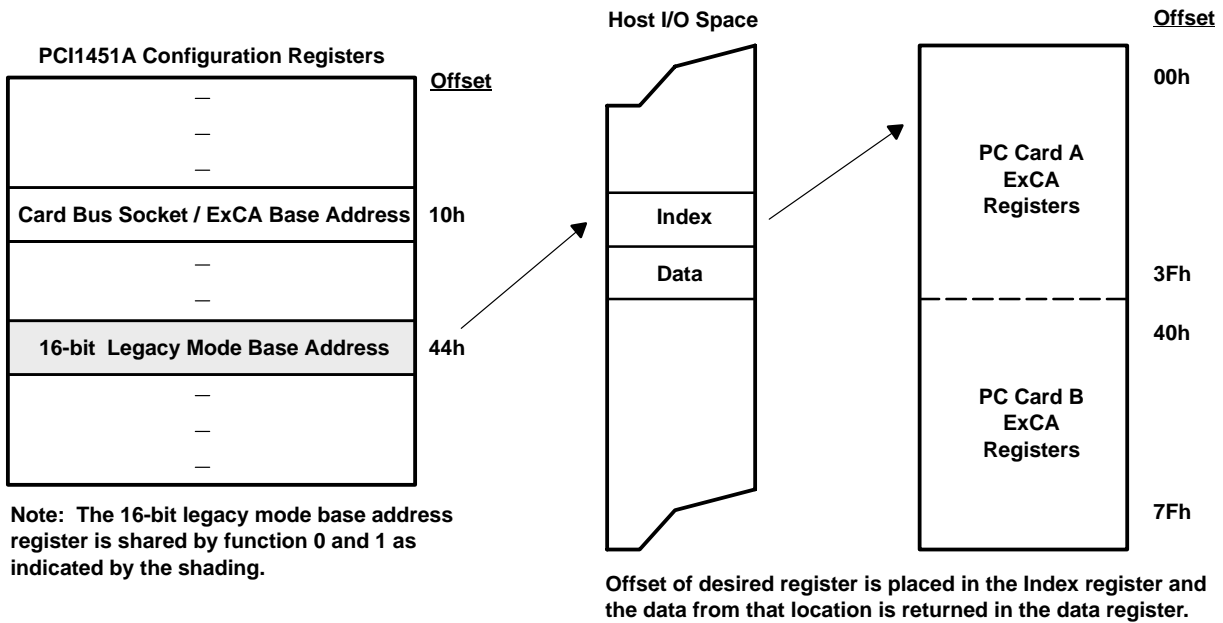 PCI1451A Configuration Registers
Offset
—
—
—
Card Bus Socket / ExCA Base Address
10h
—
—
16-bit Legacy Mode Base Address
44h
—
—
—
Note: The 16-bit legacy mode base address
register is shared by function 0 and 1 as
indicated by the shading.
Host I/O Space
Index
Data
Offset
00h
PC Card A
ExCA
Registers
3Fh
40h
PC Card B
ExCA
Registers
7Fh
Offset of desired register is placed in the Index register and
the data from that location is returned in the data register.